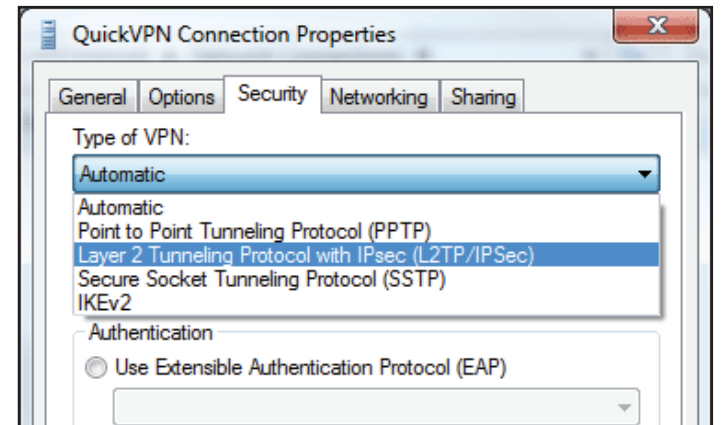 QuickVPN Connection Properties
X
General Options Security Networking Sharing
Type of VPN:
Automatic
Automatic
Point to Point Tunneling Protocol (PPTP)
Layer 2 Tunneling Protocol with IPsec (L2TP/IPSec)
Secure Socket Tunneling Protocol (SSTP)
IKEv2
Authentication
Use Extensible Authentication Protocol (EAP)